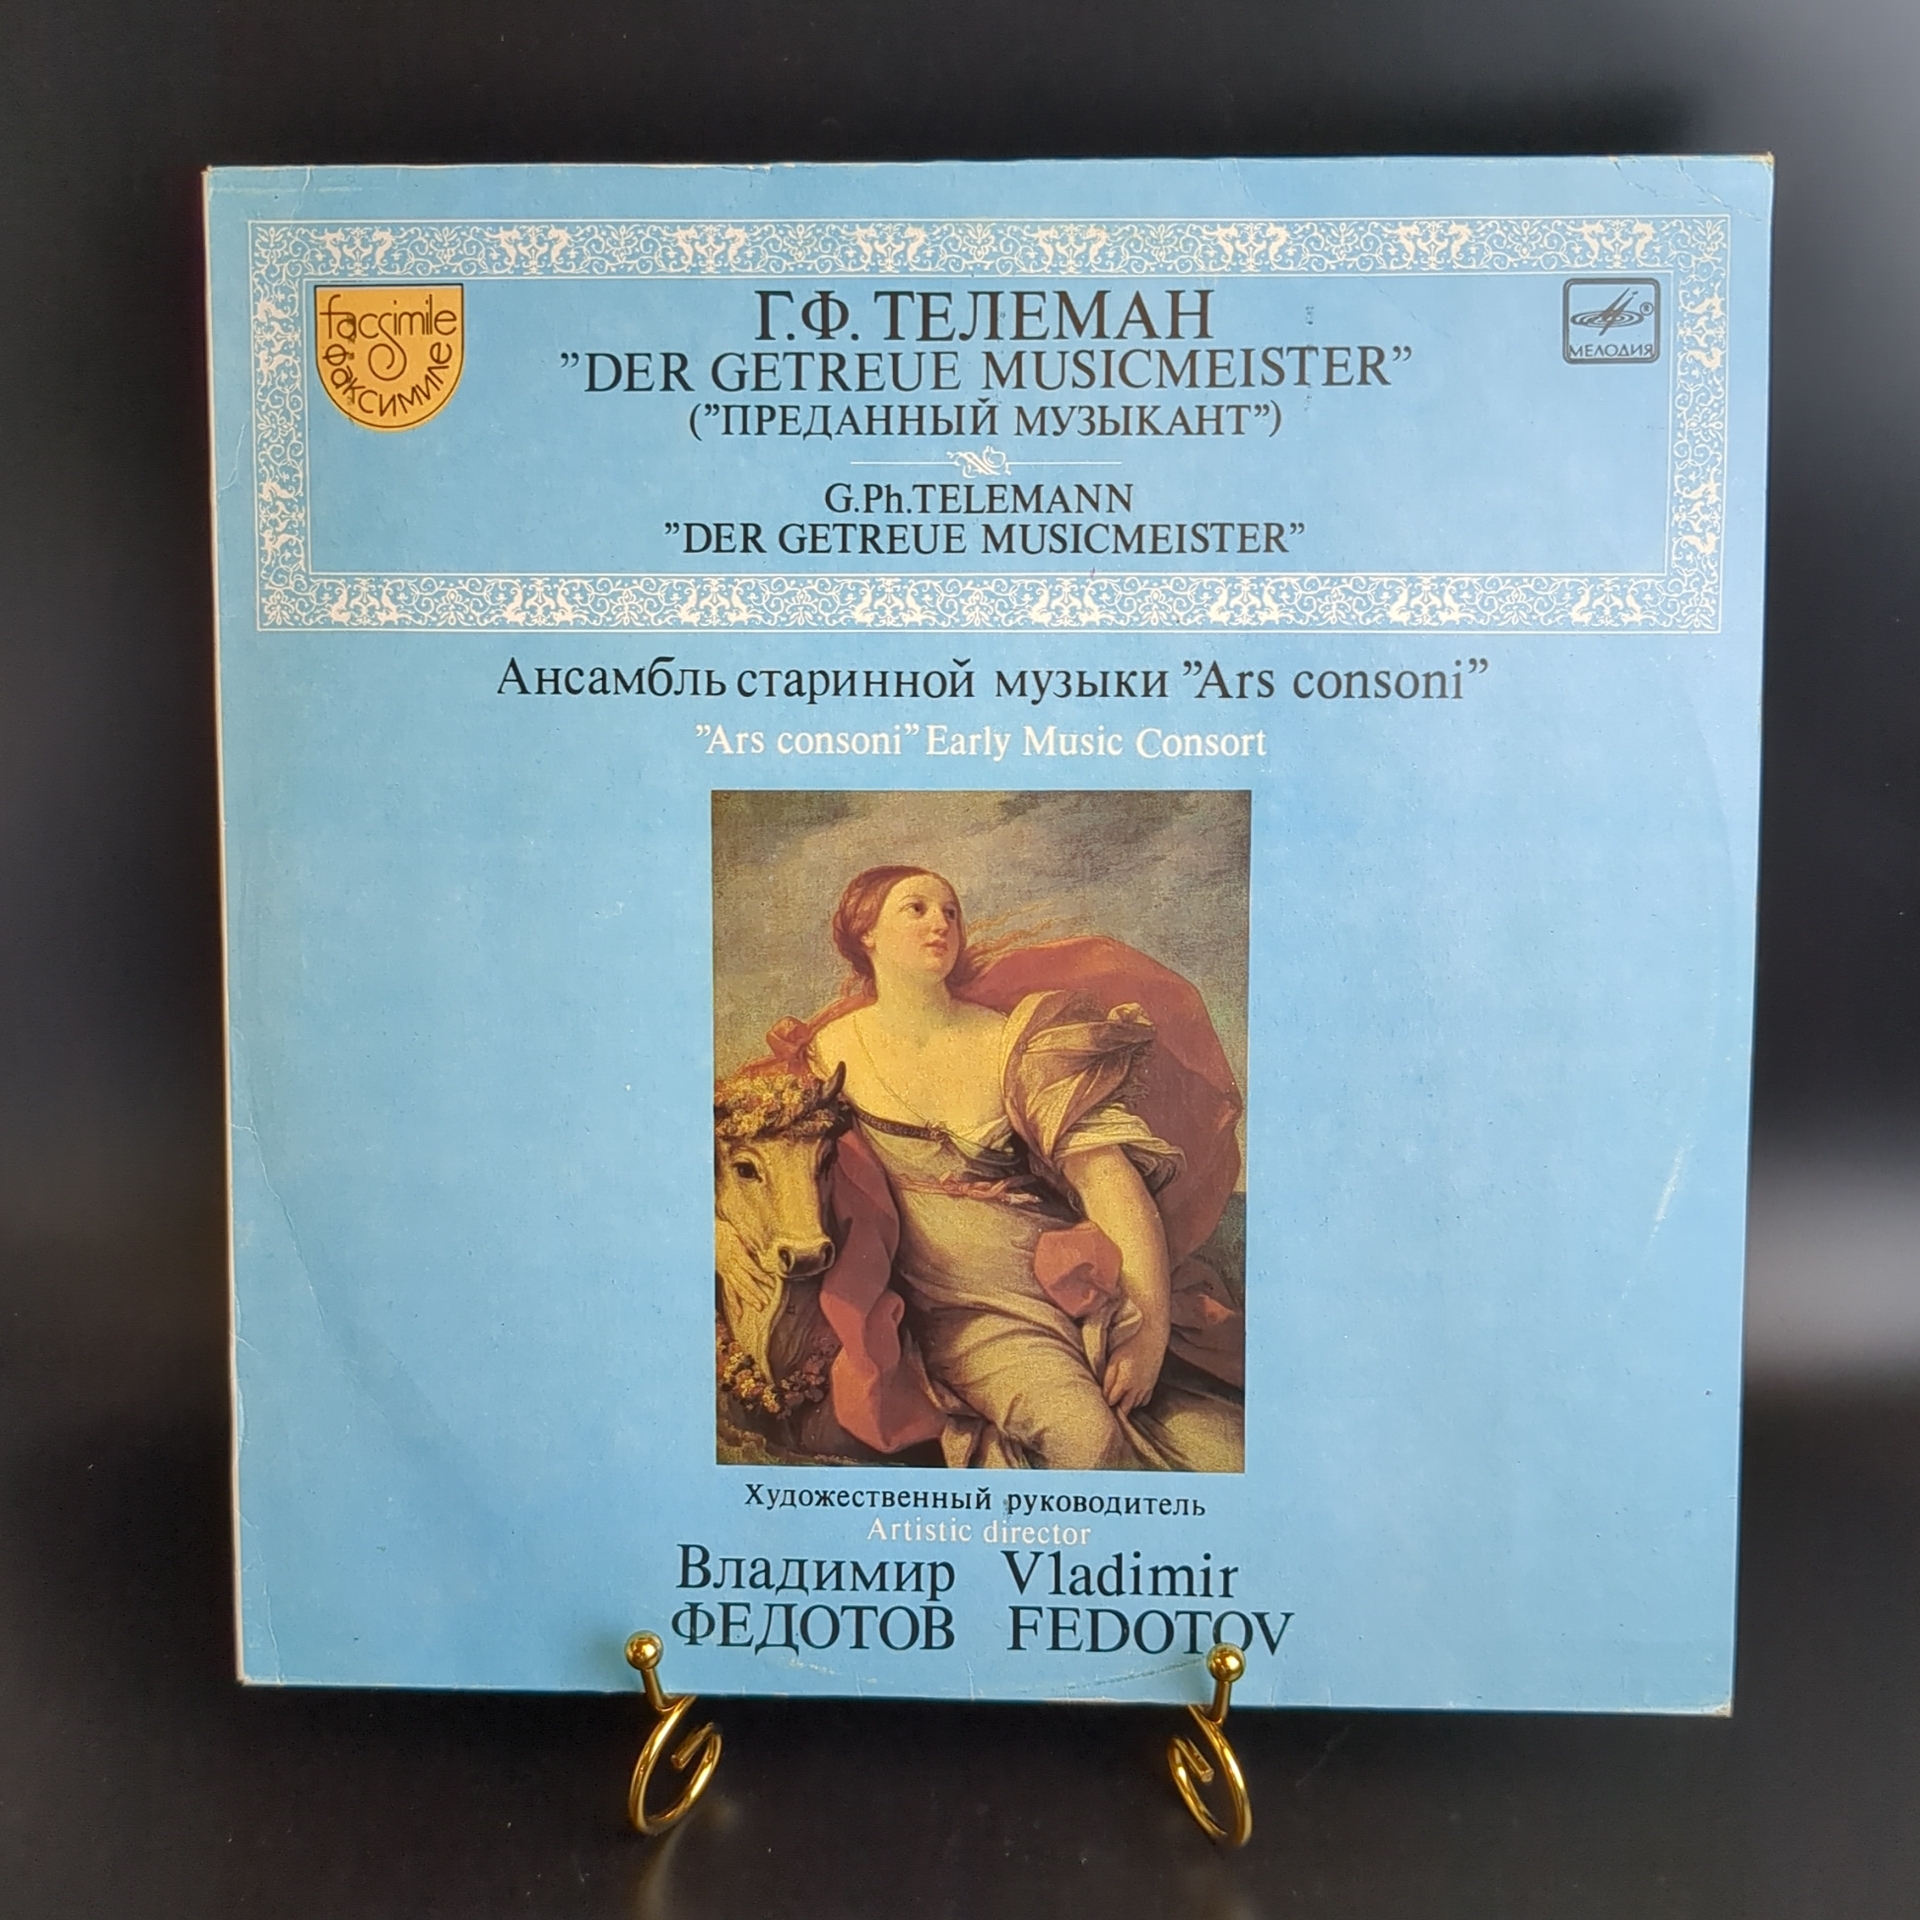 facsimile
факсимиле
Г.Ф. ТЕЛЕМАН
”DER GETREUE MUSICMEISTER”
(”ПРЕДАННЫЙ МУЗЫКАНТ”)
МЕЛОДИЯ
G.Ph.TELEMANN
”DER GETREUE MUSICMEISTER”
Ансамбль старинной музыки ”Ars consoni”
”Ars consoni” Early Music Consort
Художественный руководитель
Artistic director
Владимир Vladimir
ФЕДОТОВ FEDOTOV